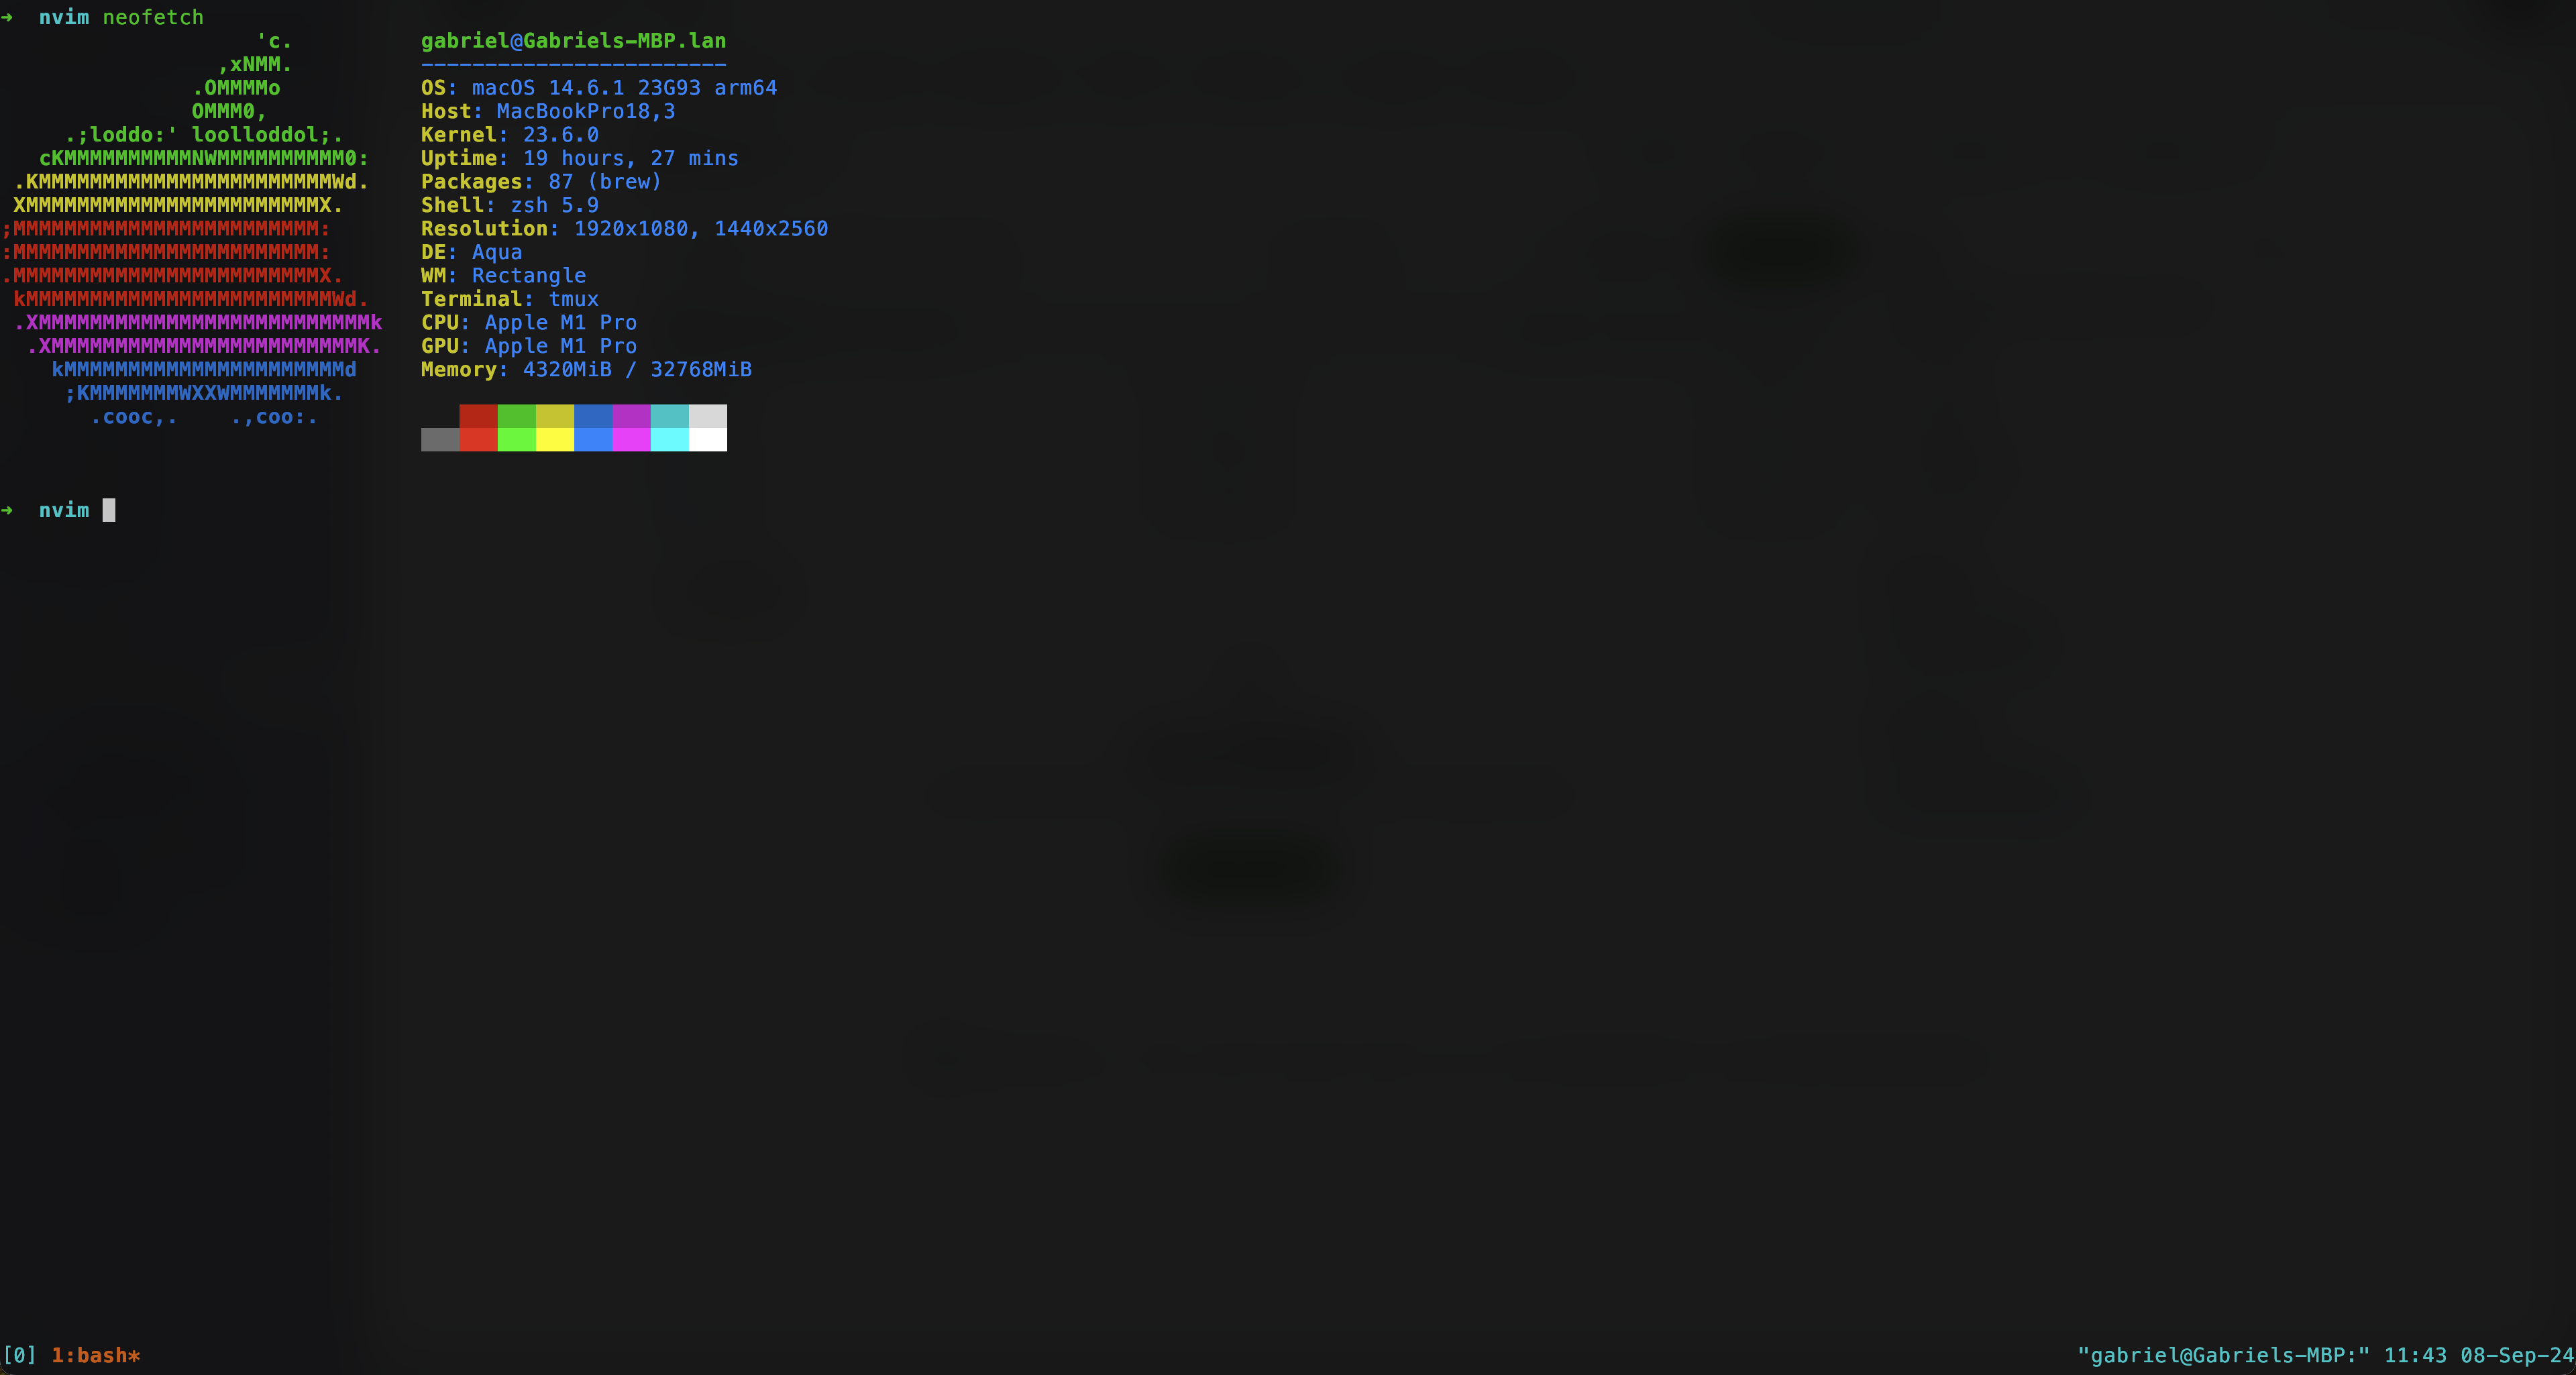 ➜  nvim neofetch
                    'c.          gabriel@Gabriels-MBP.lan
                 ,xNMM.          ------------------------
               .OMMMMo           OS: macOS 14.6.1 23G93 arm64
               OMMM0,            Host: MacBookPro18,3
     .;loddo:' loolloddol;.      Kernel: 23.6.0
   cKMMMMMMMMMMNWMMMMMMMMMM0:    Uptime: 19 hours, 27 mins
 .KMMMMMMMMMMMMMMMMMMMMMMMWd.    Packages: 87 (brew)
 XMMMMMMMMMMMMMMMMMMMMMMMX.      Shell: zsh 5.9
;MMMMMMMMMMMMMMMMMMMMMMMM:       Resolution: 1920x1080, 1440x2560
:MMMMMMMMMMMMMMMMMMMMMMMM:       DE: Aqua
.MMMMMMMMMMMMMMMMMMMMMMMMX.      WM: Rectangle
 kMMMMMMMMMMMMMMMMMMMMMMMMWd.    Terminal: tmux
 .XMMMMMMMMMMMMMMMMMMMMMMMMMMk   CPU: Apple M1 Pro
  .XMMMMMMMMMMMMMMMMMMMMMMMMK.   GPU: Apple M1 Pro
    kMMMMMMMMMMMMMMMMMMMMMMd     Memory: 4320MiB / 32768MiB
     ;KMMMMMMMWXXWMMMMMMMk.
       .cooc,.    .,coo:.
➜  nvim
[0] 1:bash*
"gabriel@Gabriels-MBP:" 11:43 08-Sep-24